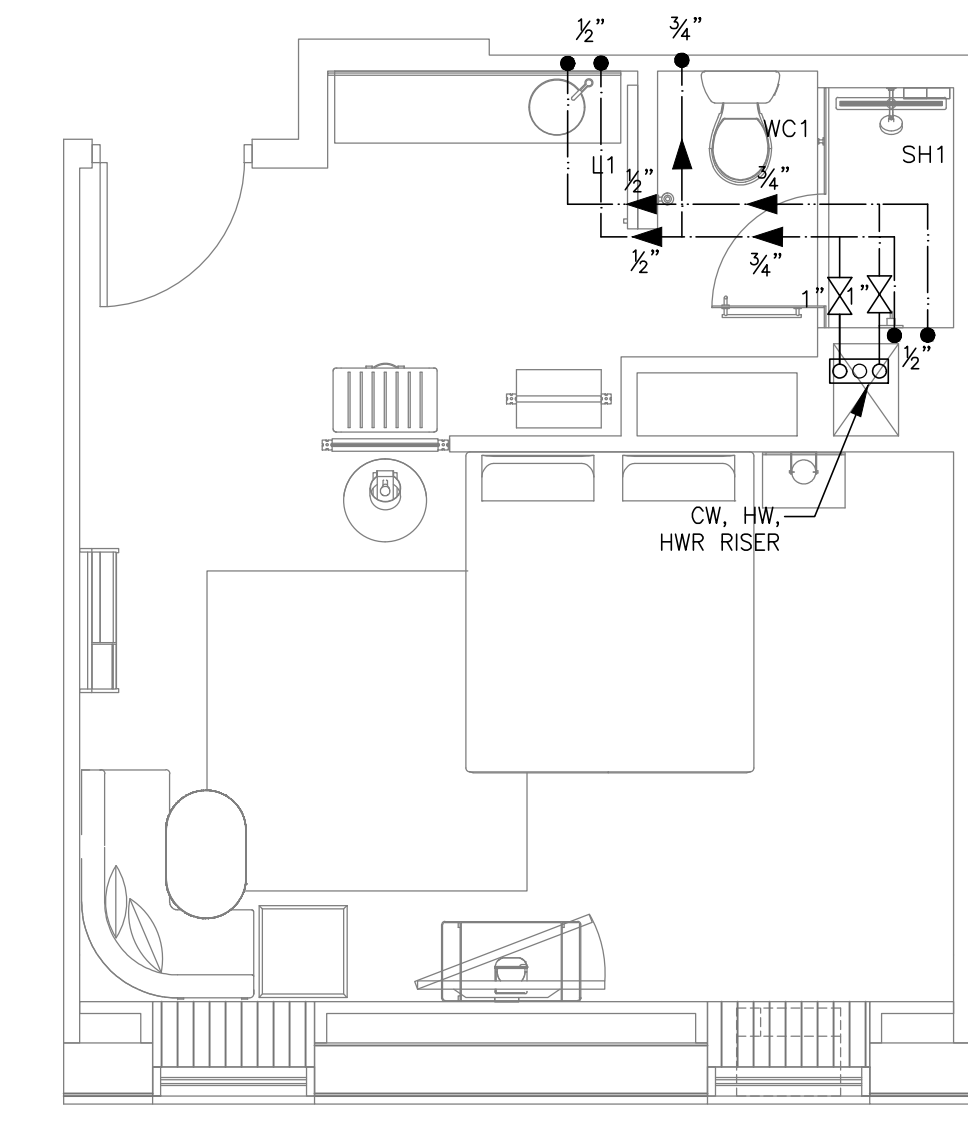 ½” ¾”
WC1
SH1
L1
½” ¾”
½” ¾”
1” 1”
½”
CW, HW,
HWR RISER